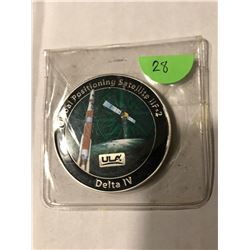 28
Global Positioning Satellite IIF-2
ULA
Delta IV